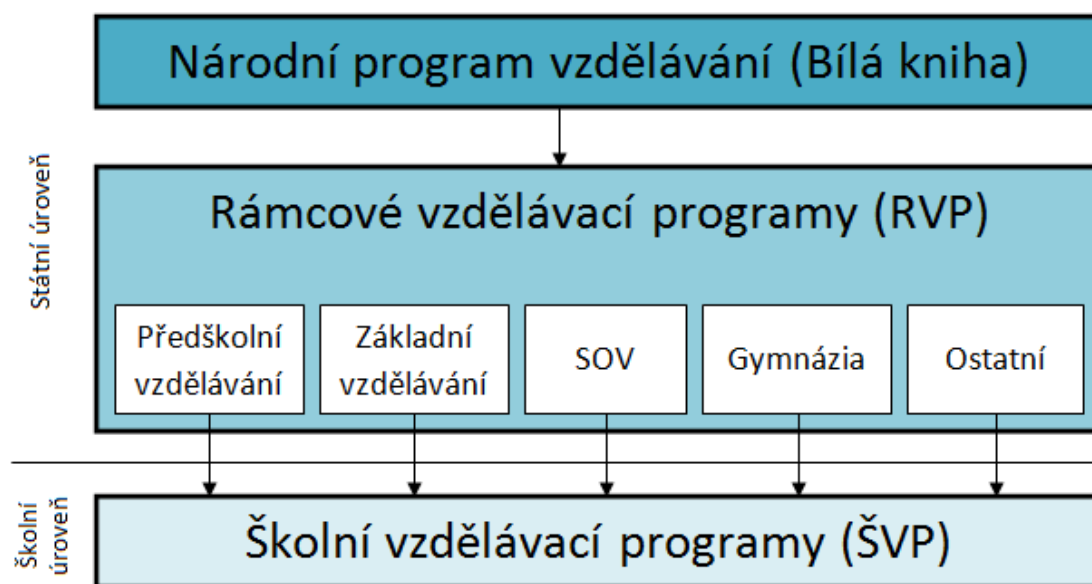 Národní program vzdělávání (Bílá kniha)
Státní úroveň
Rámcové vzdělávací programy (RVP)
Předškolní
vzdělávání
Základní
vzdělávání
SOV
Gymnázia
Ostatní
Školní
úroveň
Školní vzdělávací programy (ŠVP)